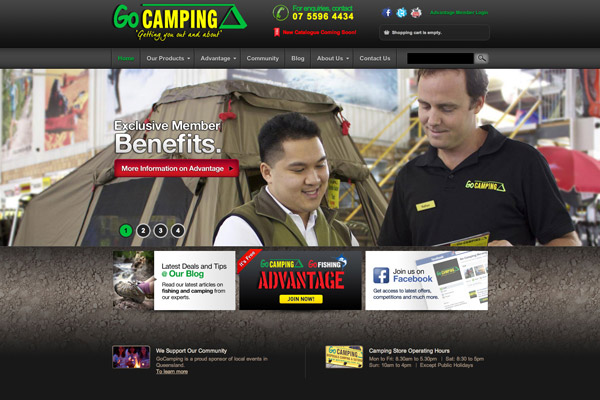 Go CAMPING
"Getting you out and about"
For enquiries, contact
07 5596 4434
New Catalogue Coming Soon!
Advantage Member Login
Shopping cart is empty.
Home
Our Products
Advantage
Community
Blog
About Us
Contact Us
Exclusive Member
Benefits.
More Information on Advantage
1 2 3 4
GO CAMPING
Latest Deals and Tips
@ Our Blog
Read our latest articles on
fishing and camping from
our experts.
It's Free
GO CAMPING GO FISHING
ADVANTAGE
JOIN NOW!
Join us on
Facebook
Get access to latest offers,
competitions and much more.
We Support Our Community
GoCamping is a proud sponsor of local events in
Queensland.
To learn more
GO CAMPING
Camping Store Operating Hours
Mon to Fri: 8.30am to 5.30pm | Sat: 8:30 to 5pm
Sun: 10am to 4pm | Except Public Holidays